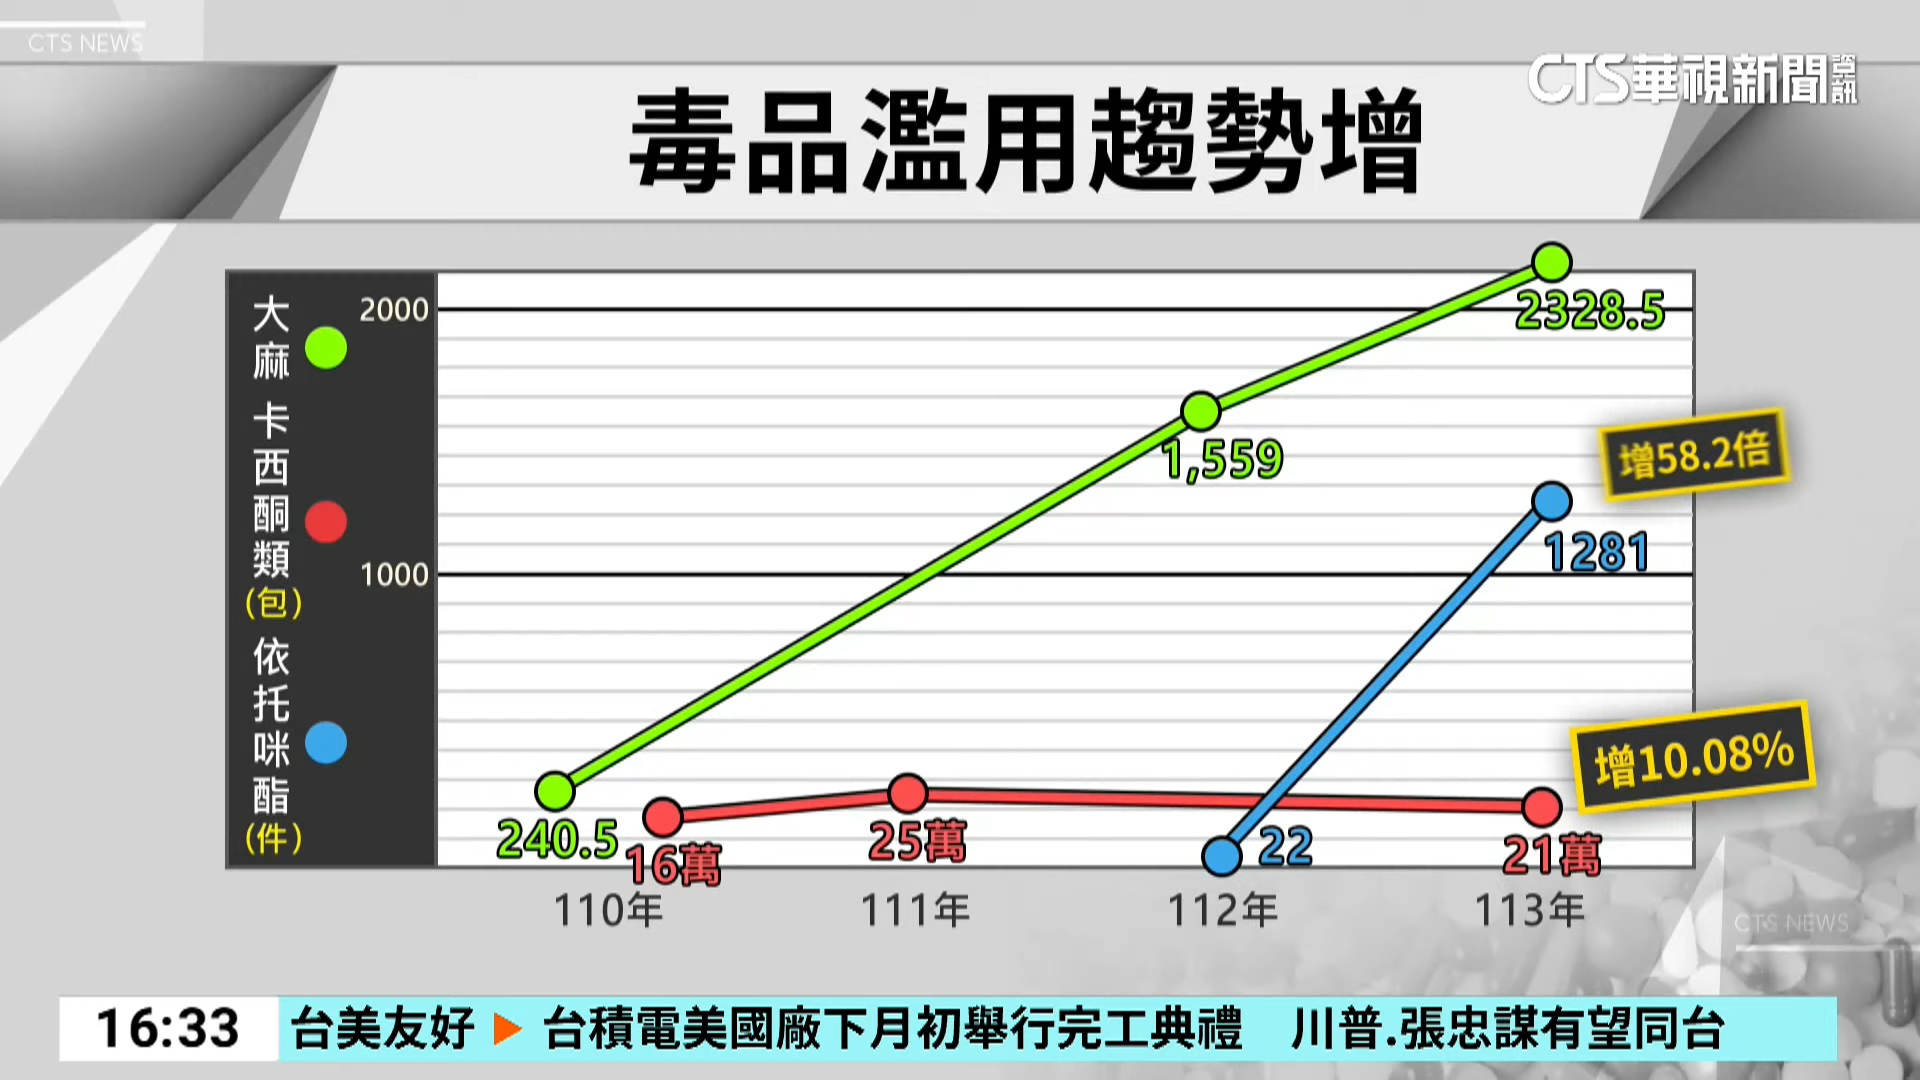 CTS NEWS
CTS華視新聞資訊
毒品濫用趨勢增
大麻
卡西酮類
(包)
依托咪酯
(件)
2000
1000
2328.5
1,559
增58.2倍
1281
增10.08%
240.5
16萬
25萬
22
21萬
110年
111年
112年
113年
CTS NEWS
16:33
台美友好 ▶ 台積電美國廠下月初舉行完工典禮 川普.張忠謀有望同台